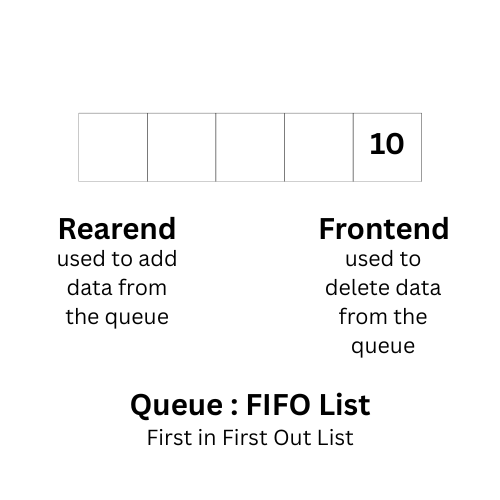 10
Rearend
used to add
data from
the queue
Frontend
used to
delete data
from the
queue
Queue : FIFO List
First in First Out List